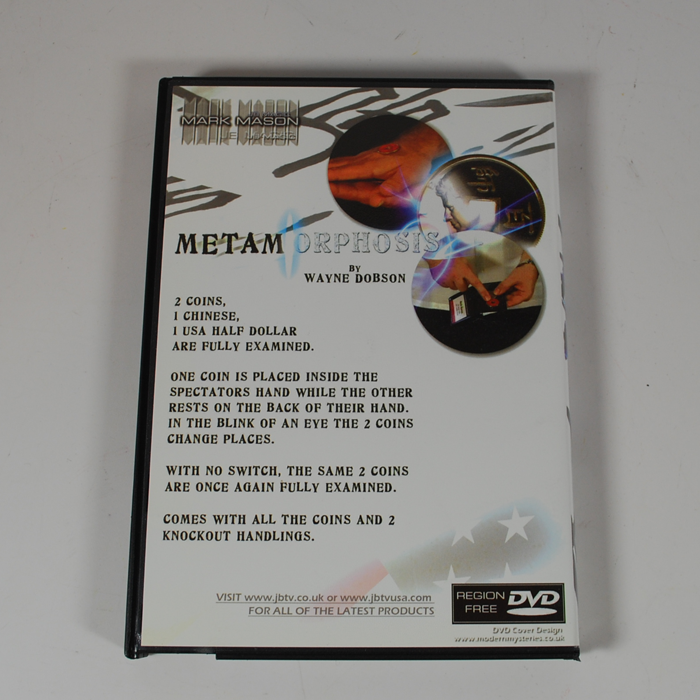 MARK MASON
METAMORPHOSIS
BY
WAYNE DOBSON
2 COINS,
1 CHINESE,
1 USA HALF DOLLAR
ARE FULLY EXAMINED.
ONE COIN IS PLACED INSIDE THE
SPECTATORS HAND WHILE THE OTHER
RESTS ON THE BACK OF THEIR HAND.
IN THE BLINK OF AN EYE THE 2 COINS
CHANGE PLACES.
WITH NO SWITCH, THE SAME 2 COINS
ARE ONCE AGAIN FULLY EXAMINED.
COMES WITH ALL THE COINS AND 2
KNOCKOUT HANDLINGS.
VISIT www.jbtv.co.uk or www.jbtvusa.com
FOR ALL OF THE LATEST PRODUCTS
REGION
FREE
DVD
DVD Cover Design
www.modernmysteries.co.uk